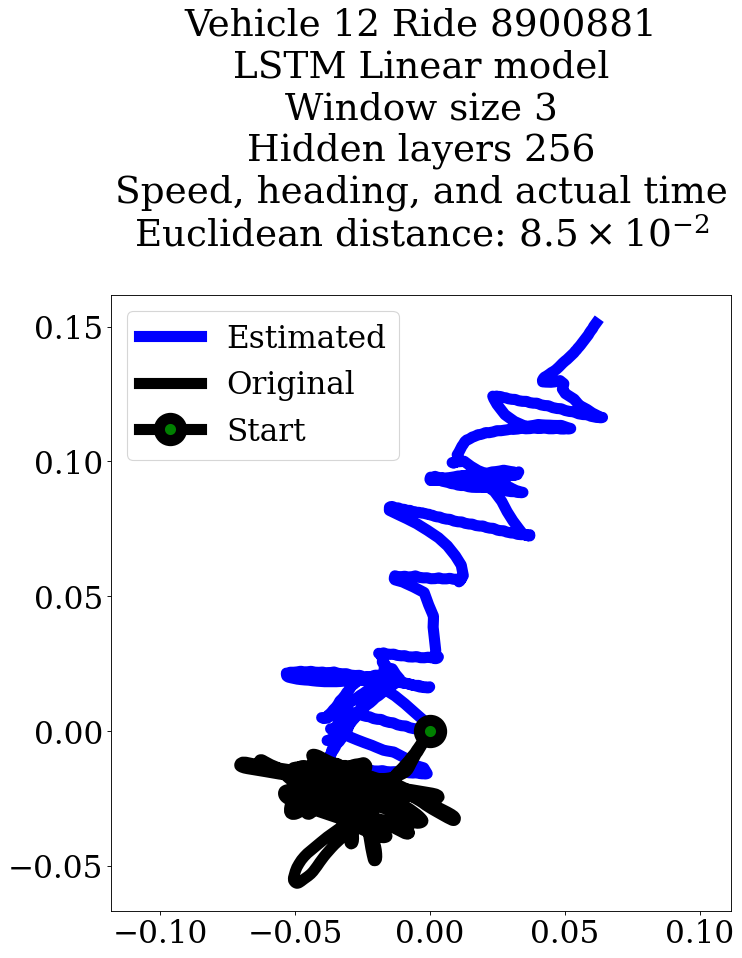 Vehicle 12 Ride 8900881
LSTM Linear model
Window size 3
Hidden layers 256
Speed, heading, and actual time
Euclidean distance: 8.5 × 10⁻²
Estimated
Original
Start
0.15
0.10
0.05
0.00
−0.05
−0.10 −0.05 0.00 0.05 0.10